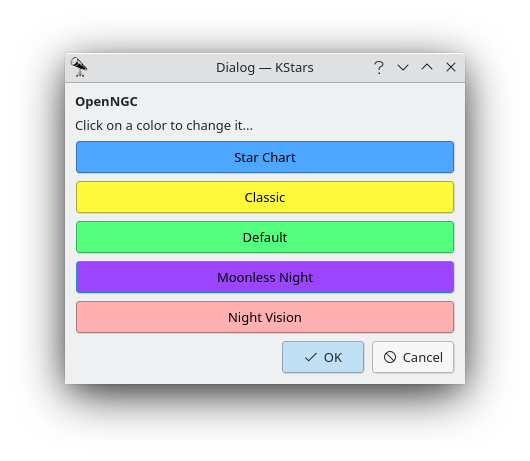 Dialog — KStars
OpenNGC
Click on a color to change it...
Star Chart
Classic
Default
Moonless Night
Night Vision
OK
Cancel